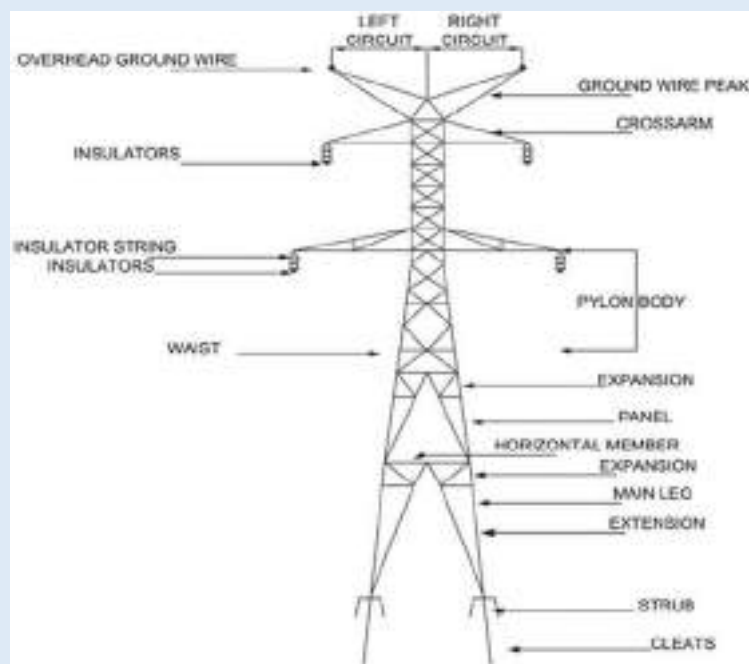 LEFT CIRCUIT
RIGHT CIRCUIT
OVERHEAD GROUND WIRE
GROUND WIRE PEAK
CROSSARM
INSULATORS
INSULATOR STRING
INSULATORS
PYLON BODY
WAIST
EXPANSION
PANEL
HORIZONTAL MEMBER
EXPANSION
MAIN LEG
EXTENSION
STRUB
CLEATS